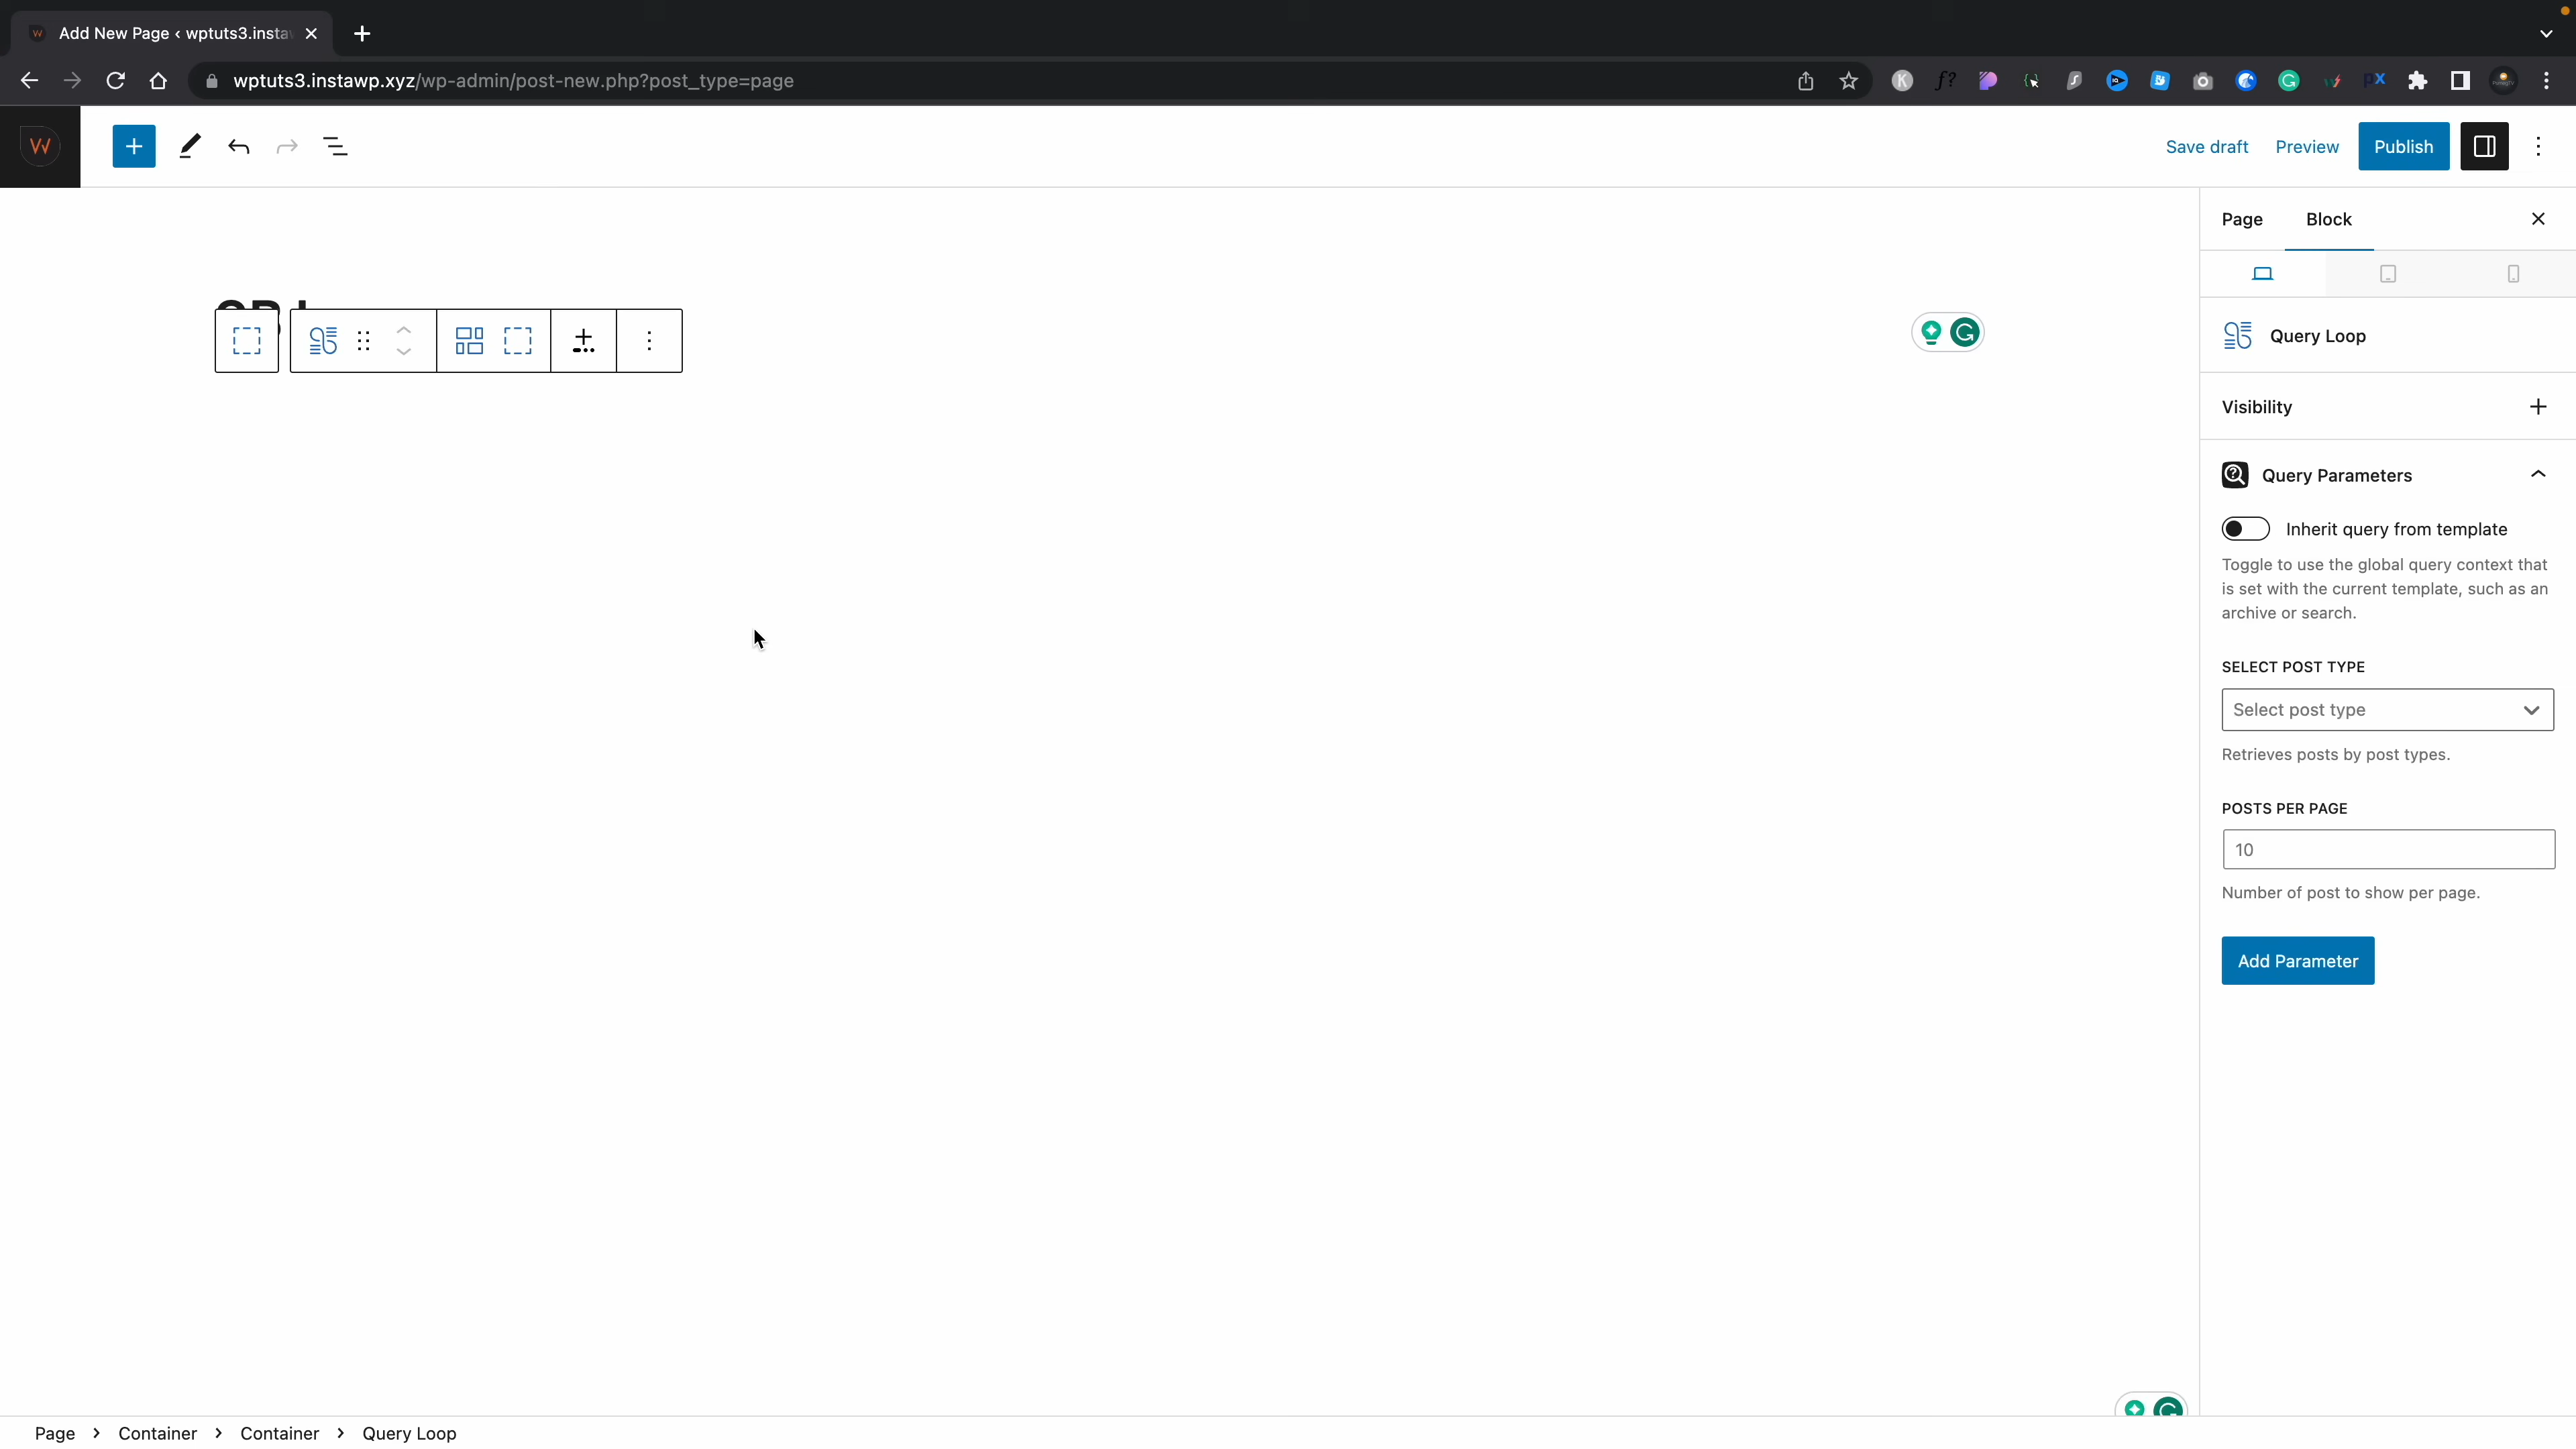 Add New Page ‹ wptuts3.insta
wptuts3.instawp.xyz/wp-admin/post-new.php?post_type=page
Save draft
Preview
Publish
Page
Block
Query Loop
Visibility
Query Parameters
Inherit query from template
Toggle to use the global query context that
is set with the current template, such as an
archive or search.
SELECT POST TYPE
Select post type
Retrieves posts by post types.
POSTS PER PAGE
10
Number of post to show per page.
Add Parameter
Page › Container › Container › Query Loop